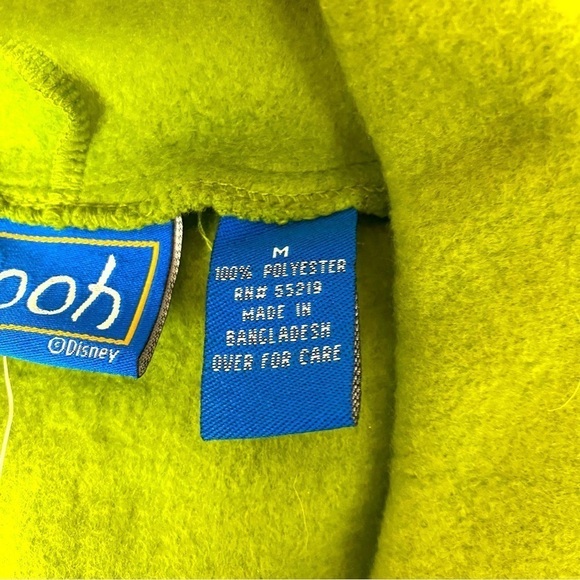 ooh
©Disney
M
100% POLYESTER
RN# 55219
MADE IN
BANGLADESH
OVER FOR CARE